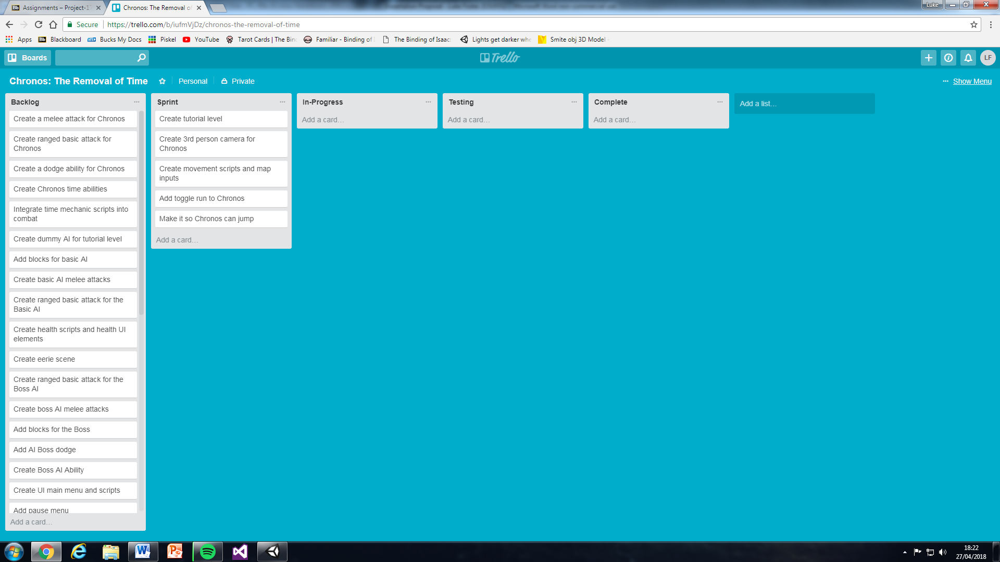 Assignments – Project-17
Chronos: The Removal of
Luke
Secure
https://trello.com/b/iufmVjDz/chronos-the-removal-of-time
Apps
Blackboard
Bucks My Docs
Piskel
YouTube
Tarot Cards | The Bin
Familiar - Binding of
The Binding of Isaac
Lights get darker whe
Smite obj 3D Model -
Boards
Trello
LF
Chronos: The Removal of Time
Personal
Private
Show Menu
Backlog
Create a melee attack for Chronos
Create ranged basic attack for
Chronos
Create a dodge ability for Chronos
Create Chronos time abilities
Integrate time mechanic scripts into
combat
Create dummy AI for tutorial level
Add blocks for basic AI
Create basic AI melee attacks
Create ranged basic attack for the
Basic AI
Create health scripts and health UI
elements
Create eerie scene
Create ranged basic attack for the
Boss AI
Create boss AI melee attacks
Add blocks for the Boss
Add AI Boss dodge
Create Boss AI Ability
Create UI main menu and scripts
Add pause menu
Add a card…
Sprint
Create tutorial level
Create 3rd person camera for
Chronos
Create movement scripts and map
inputs
Add toggle run to Chronos
Make it so Chronos can jump
Add a card…
In-Progress
Add a card…
Testing
Add a card…
Complete
Add a card…
Add a list…
18:22
27/04/2018